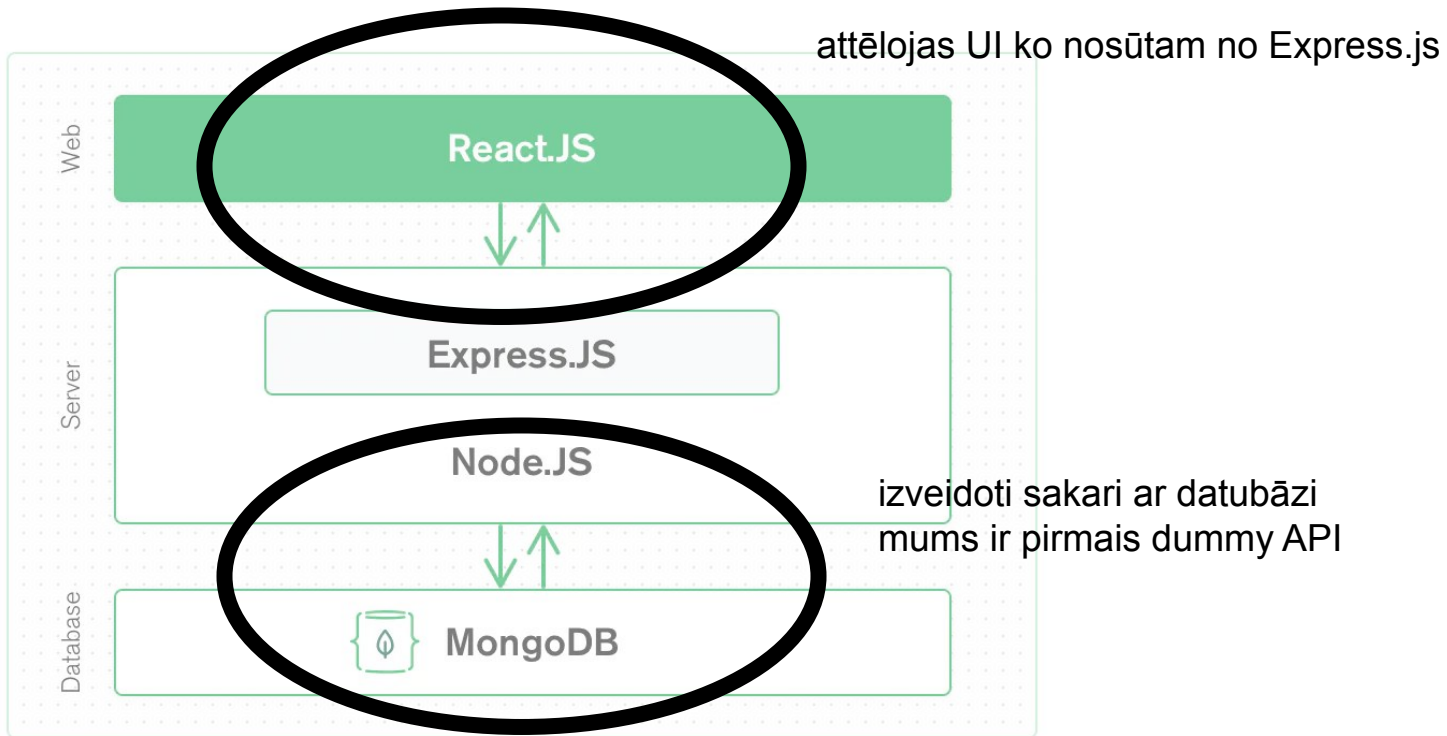 attēlojas UI ko nosūtam no Express.js
Web
React.JS
Server
Express.JS
Node.JS
izveidoti sakari ar datubāzi
mums ir pirmais dummy API
Database
MongoDB